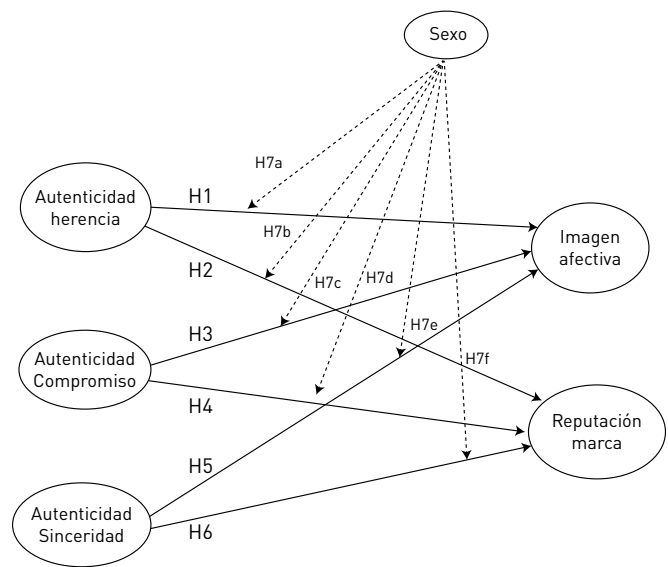 Sexo
H7a
Autenticidad
herencia
H1
H7b
Imagen
afectiva
H2
H7c
H7d
H3
H7e
Autenticidad
Compromiso
H7f
H4
Reputación
marca
H5
Autenticidad
Sinceridad
H6